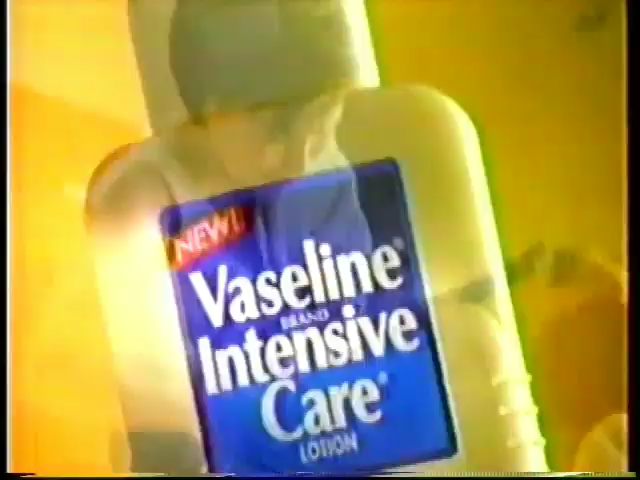 NEW!
Vaseline®
BRAND
Intensive
Care®
LOTION